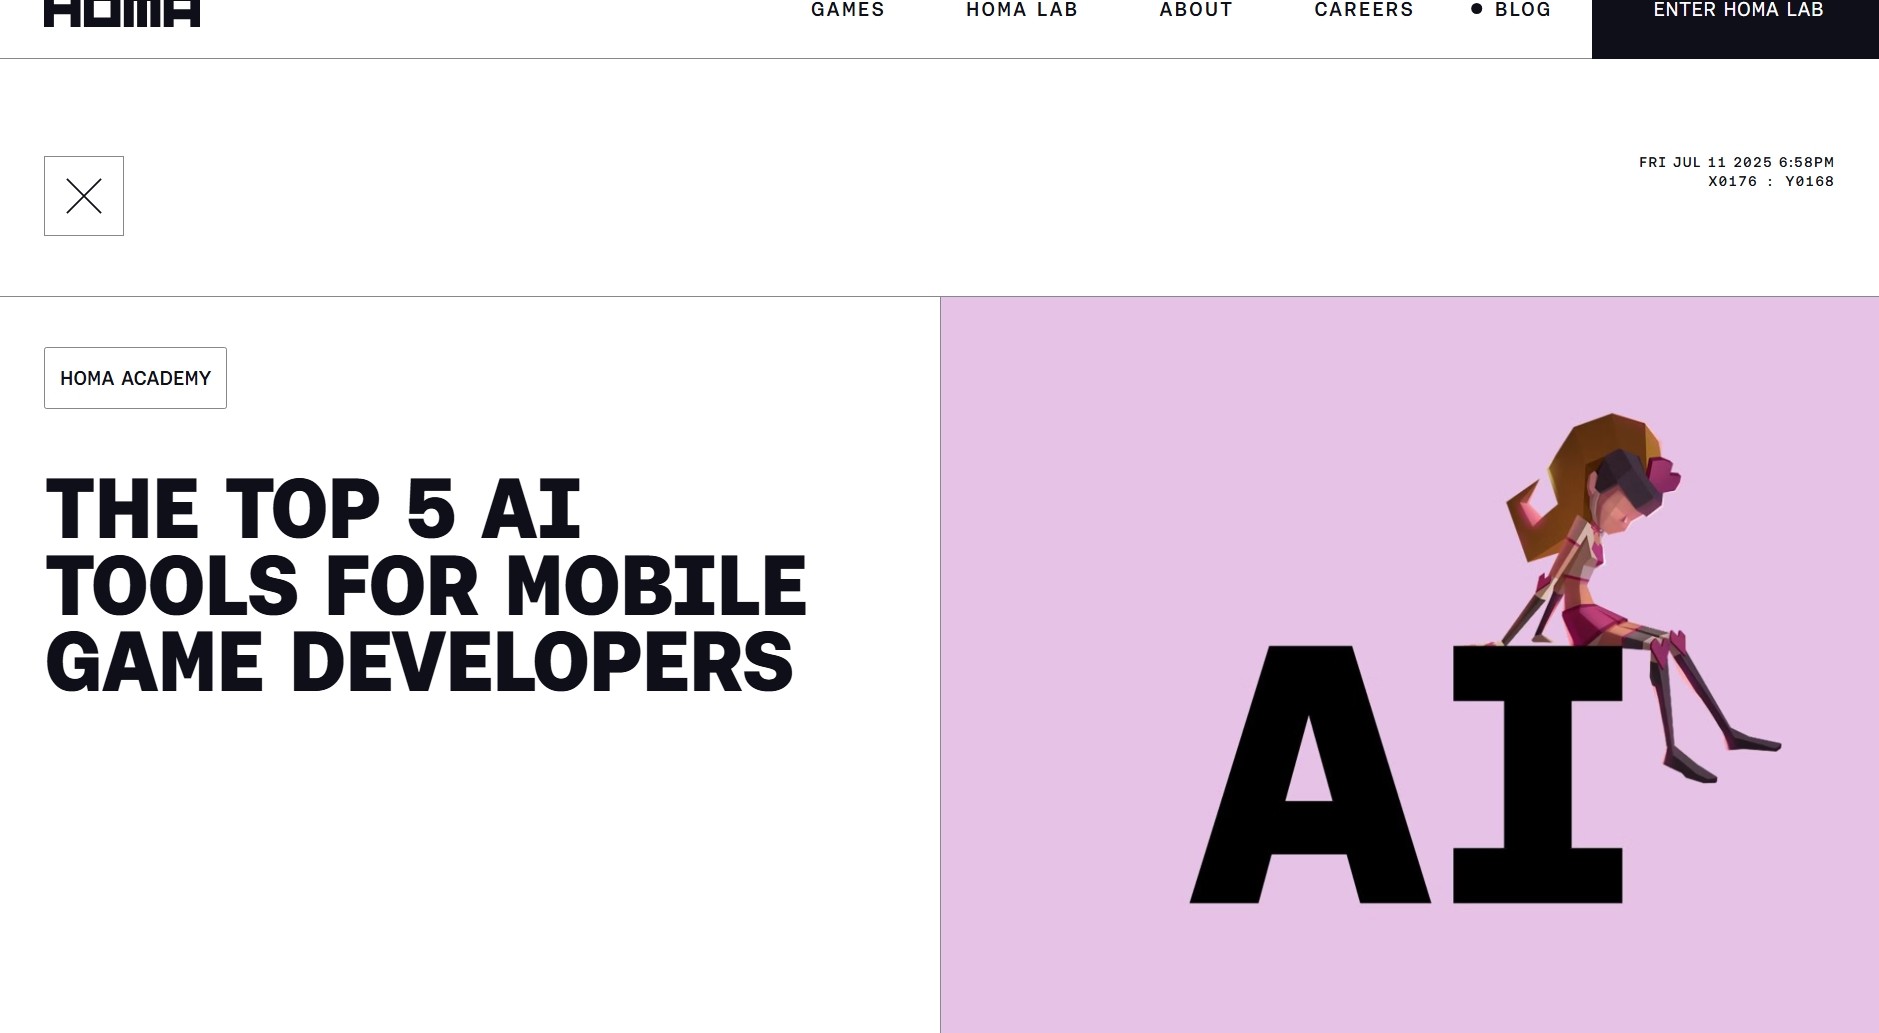 HOMA
GAMES HOMA LAB ABOUT CAREERS BLOG ENTER HOMA LAB
FRI JUL 11 2025 6:58PM
X0176 : Y0168
HOMA ACADEMY
THE TOP 5 AI
TOOLS FOR MOBILE
GAME DEVELOPERS
AI